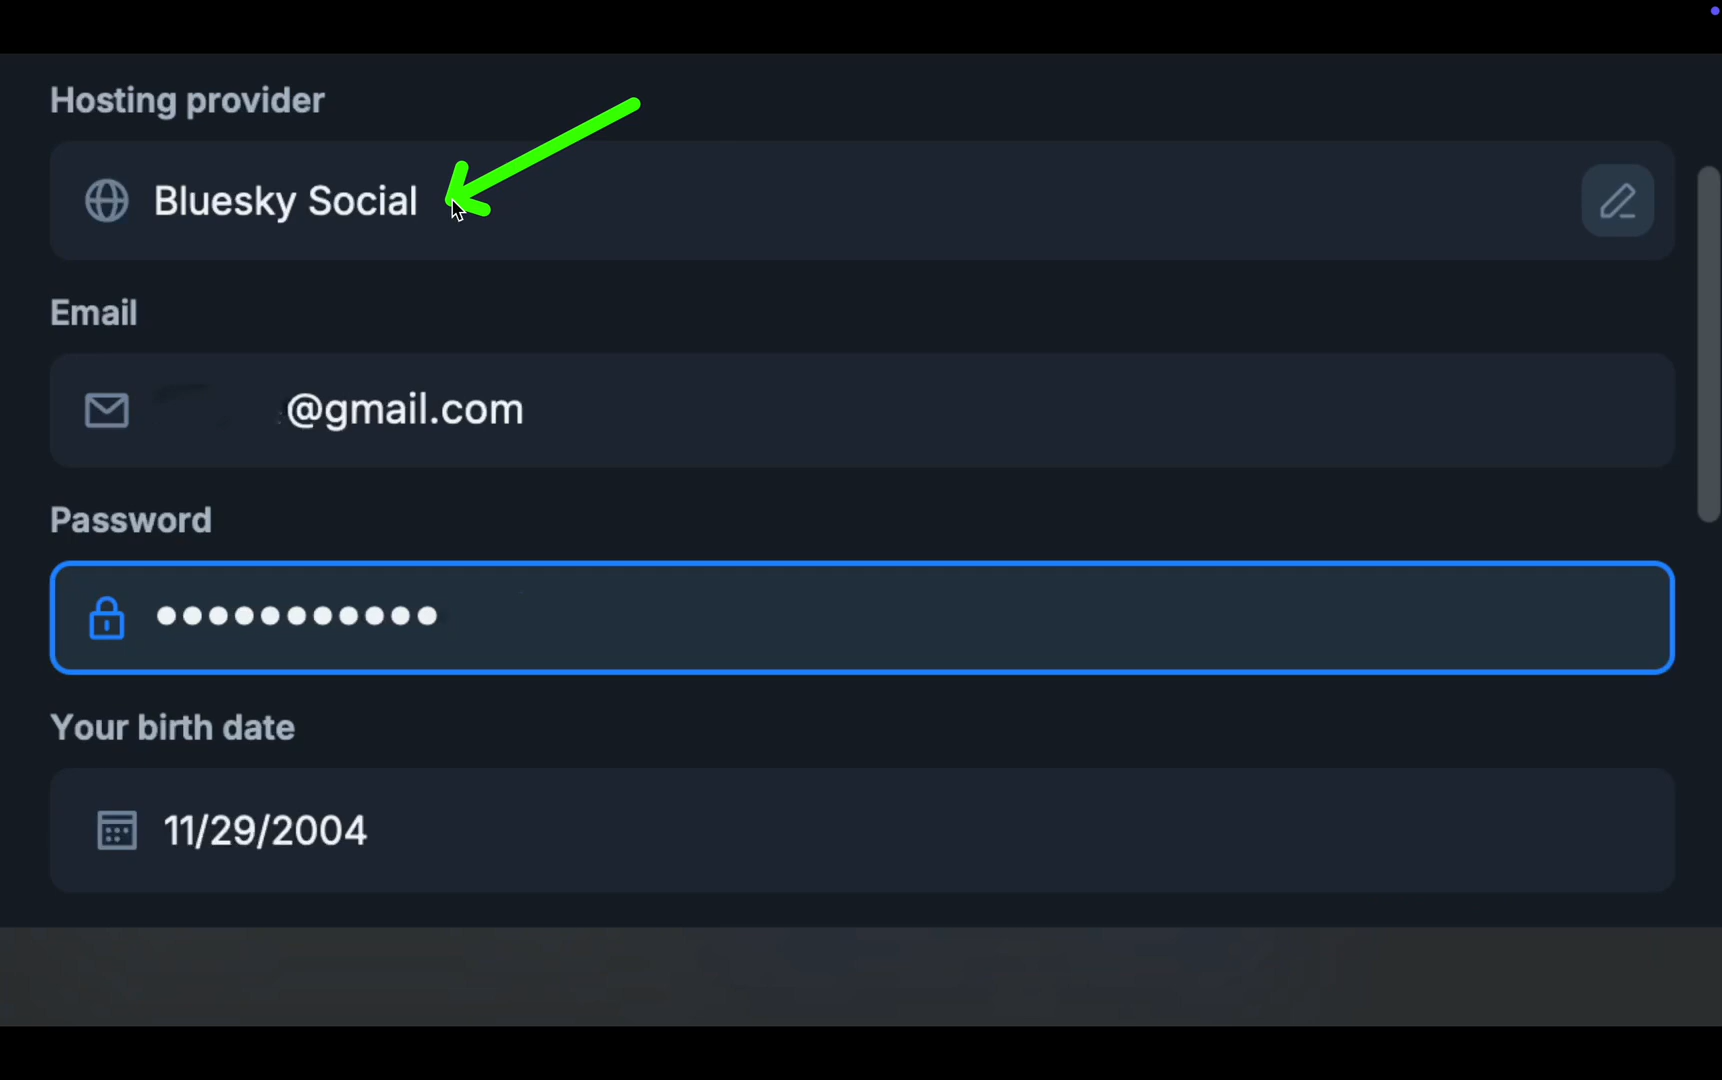 Hosting provider
Bluesky Social
Email
@gmail.com
Password
●●●●●●●●●●●
Your birth date
11/29/2004